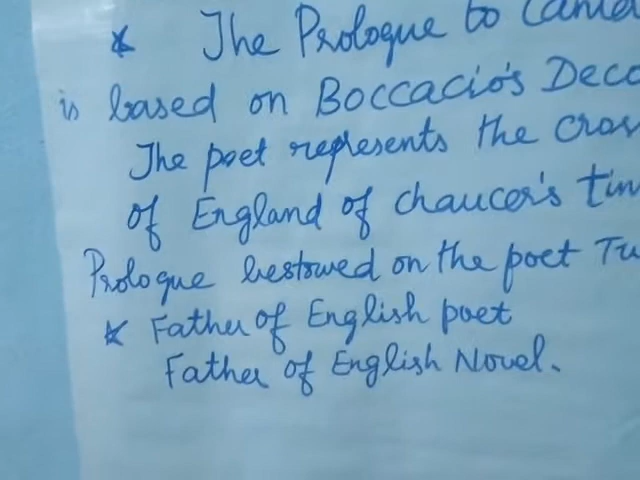 * The Prologue to
is based on Boccacio's
The poet represents the
of England of Chaucer's
Prologue bestowed on the poet
* Father of English poet
Father of English Novel.